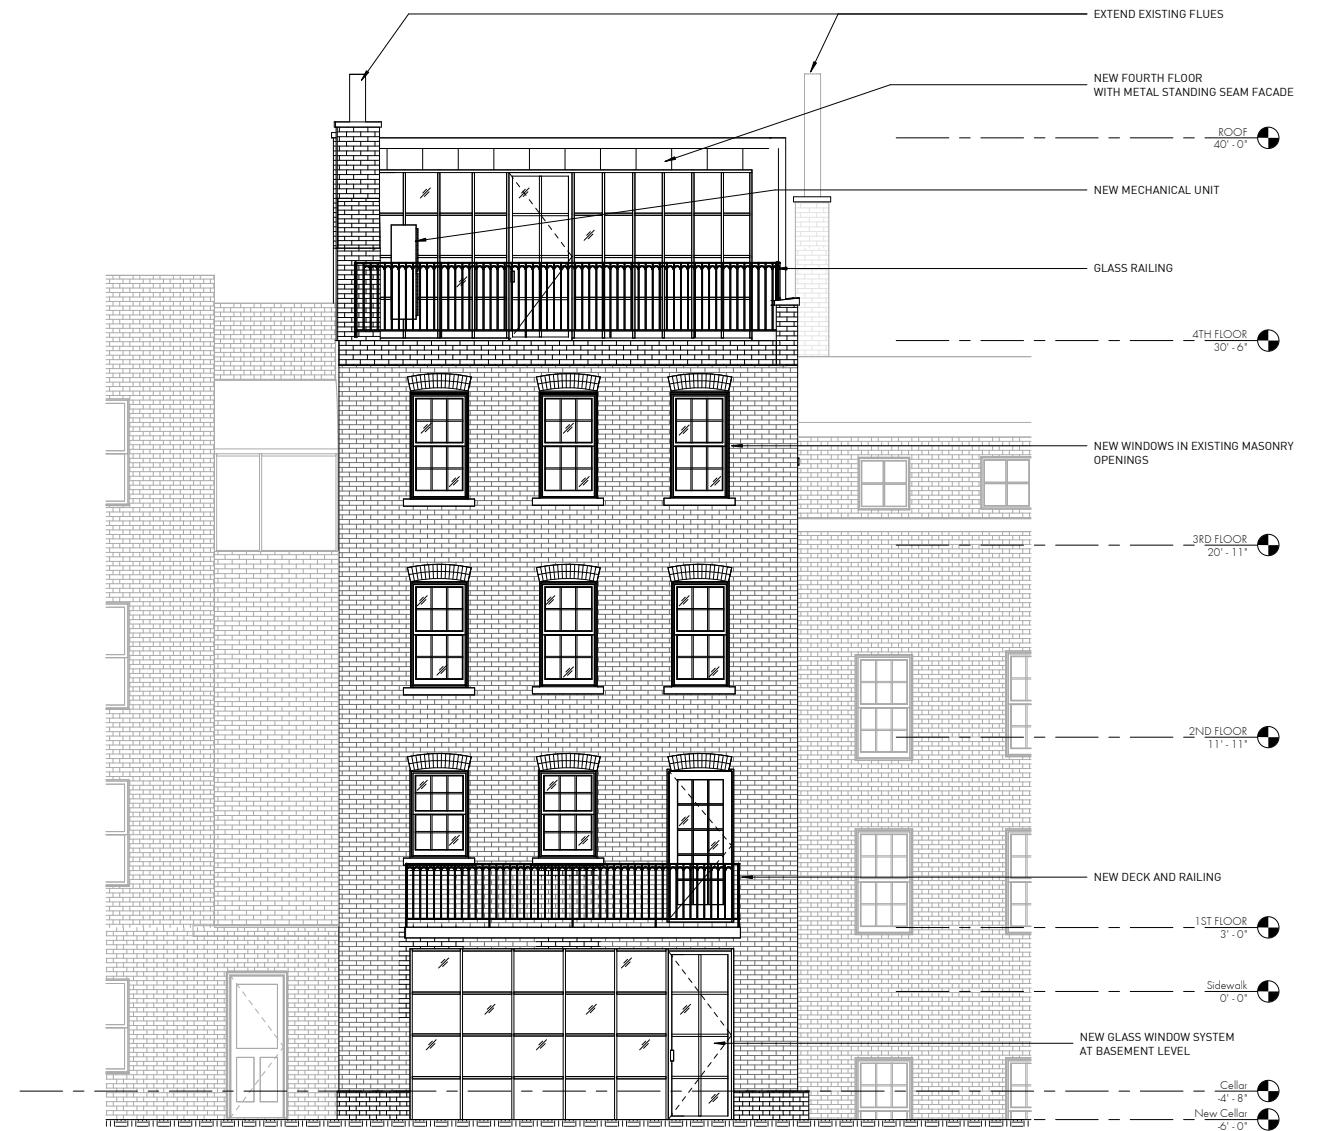 EXTEND EXISTING FLUES
NEW FOURTH FLOOR
WITH METAL STANDING SEAM FACADE
ROOF
40' - 0"
NEW MECHANICAL UNIT
GLASS RAILING
4TH FLOOR
30' - 6"
NEW WINDOWS IN EXISTING MASONRY
OPENINGS
3RD FLOOR
20' - 11"
2ND FLOOR
11' - 11"
NEW DECK AND RAILING
1ST FLOOR
3' - 0"
Sidewalk
0' - 0"
NEW GLASS WINDOW SYSTEM
AT BASEMENT LEVEL
Cellar
-4' - 8"
New Cellar
-6' - 0"